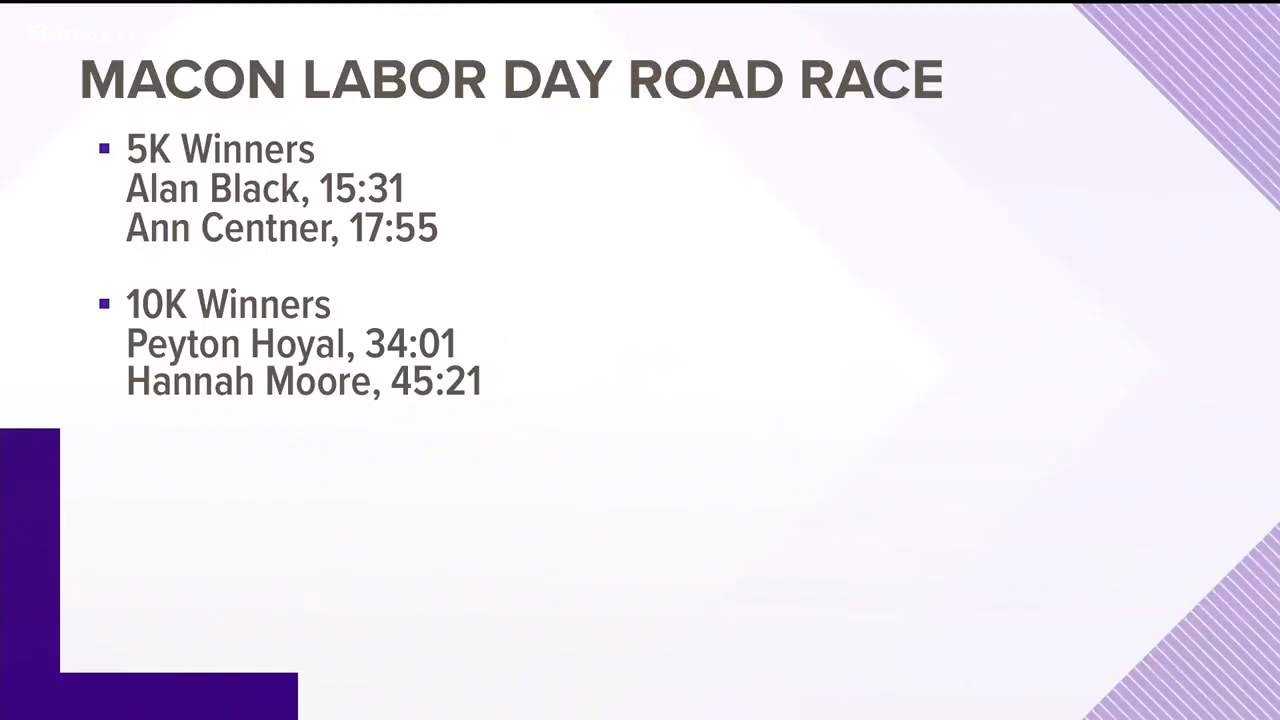 MACON LABOR DAY ROAD RACE
5K Winners
Alan Black, 15:31
Ann Centner, 17:55
10K Winners
Peyton Hoyal, 34:01
Hannah Moore, 45:21